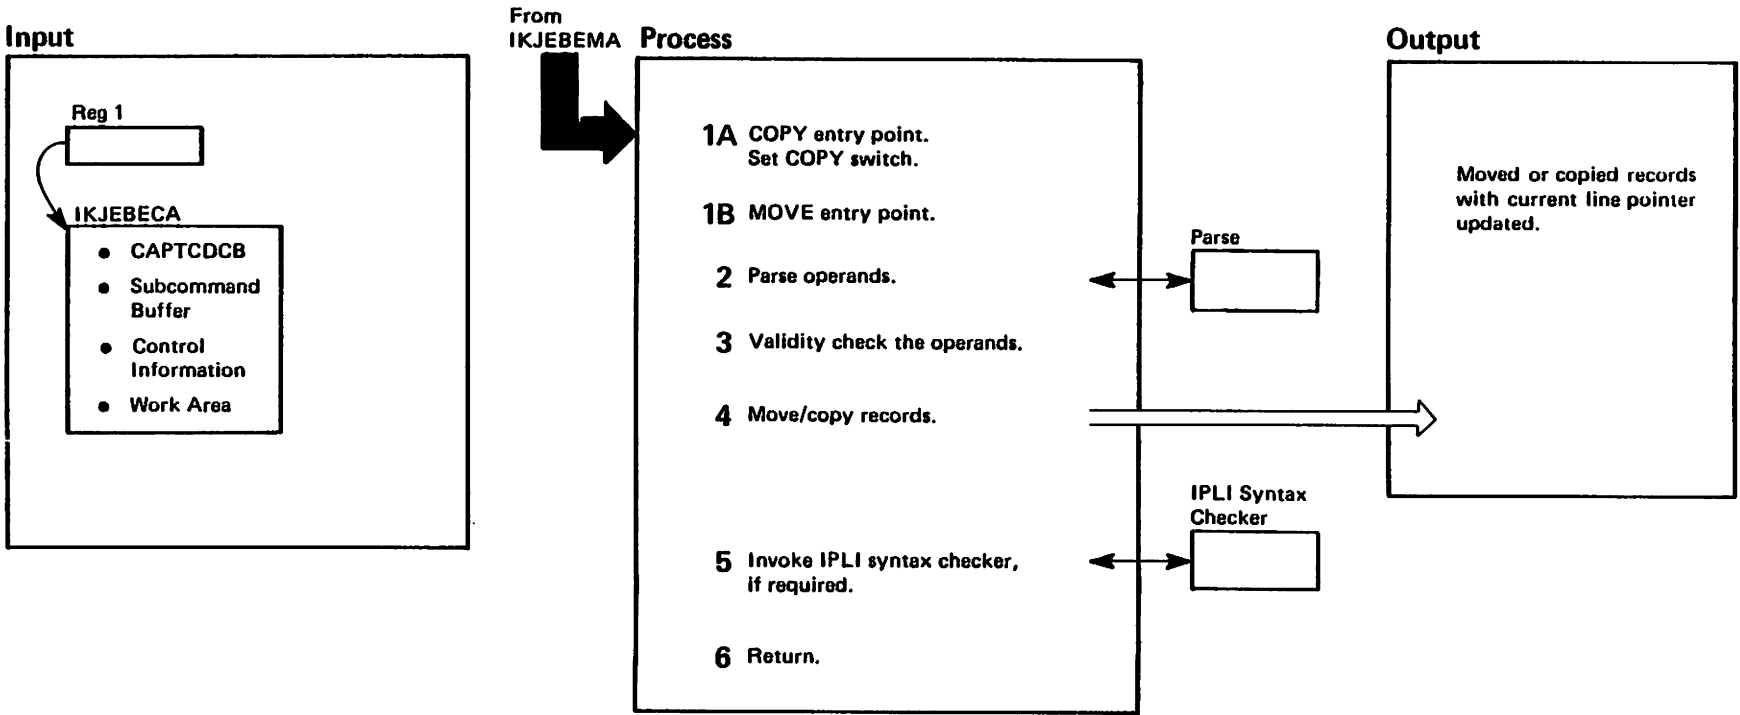 Input
Reg 1
IKJEBECA
● CAPTCDCB
● Subcommand
Buffer
● Control
Information
● Work Area
From
IKJEBEMA
Process
1A COPY entry point.
Set COPY switch.
1B MOVE entry point.
2 Parse operands.
3 Validity check the operands.
4 Move/copy records.
5 Invoke IPLI syntax checker,
if required.
6 Return.
Parse
IPLI Syntax
Checker
Output
Moved or copied records
with current line pointer
updated.